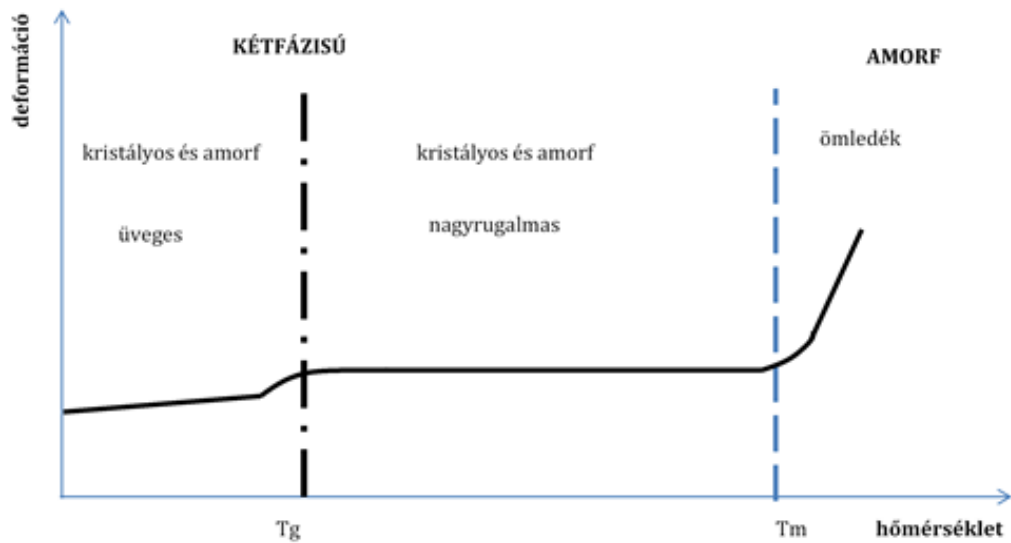 deformáció
KÉTFÁZISÚ
AMORF
kristályos és amorf
kristályos és amorf
ömledék
üveges
nagyrugalmas
Tg
Tm
hőmérséklet